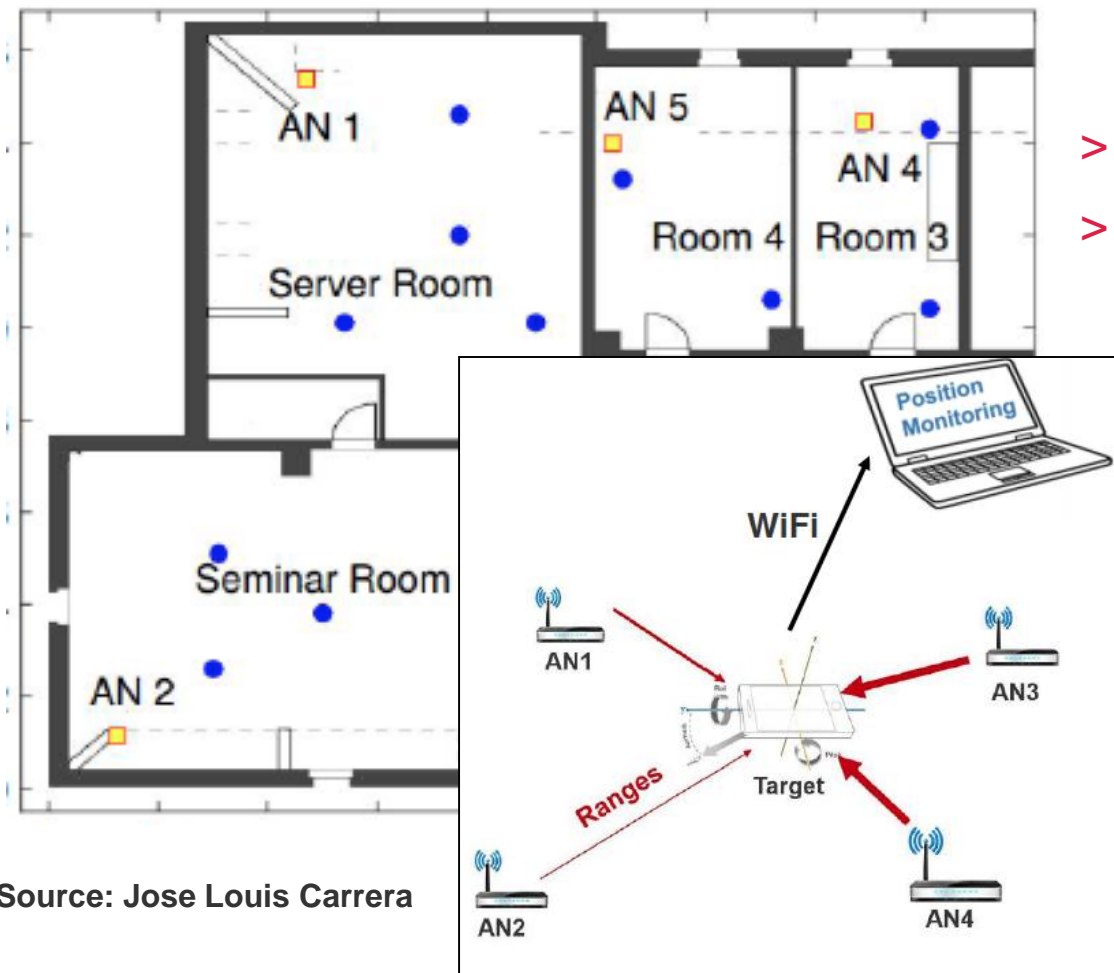 AN 1
AN 5
AN 4
Room 4
Room 3
Server Room
Seminar Room
AN 2
>
>
Position
Monitoring
WiFi
AN1
AN3
Target
Ranges
AN2
AN4
Source: Jose Louis Carrera